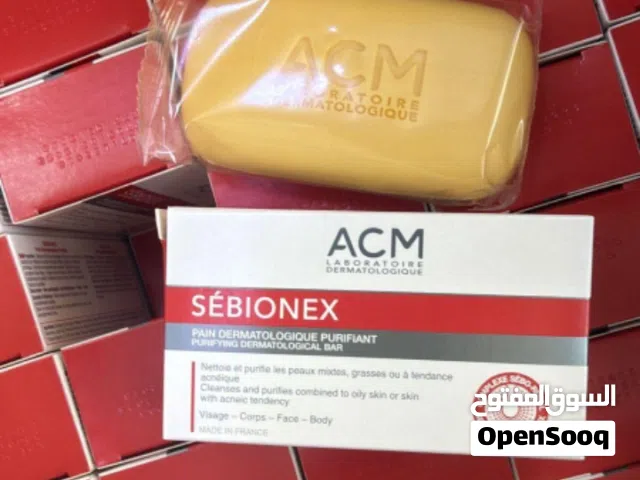 ACM
LABORATOIRE
DERMATOLOGIQUE
ACM
LABORATOIRE
DERMATOLOGIQUE
SÉBIONEX
PAIN DERMATOLOGIQUE PURIFIANT
PURIFYING DERMATOLOGICAL BAR
Nettoie et purifie les peaux mixtes, grasses ou à tendance
acnéique
Cleanses and purifies combined to oily skin or skin
with acneic tendency
Visage – Corps – Face – Body
MADE IN FRANCE
السوق المفتوح
OpenSooq